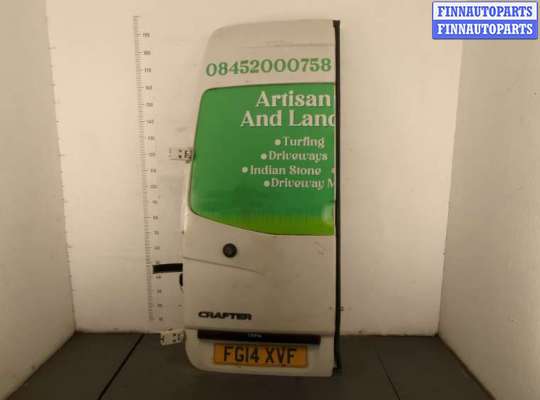 FINNAUTOPARTS
FINNAUTOPARTS
08452000758
Artisan
And Land
• Turfing
• Driveways
• Indian Stone •
• Driveway M
CRAFTER
FG14 XVF